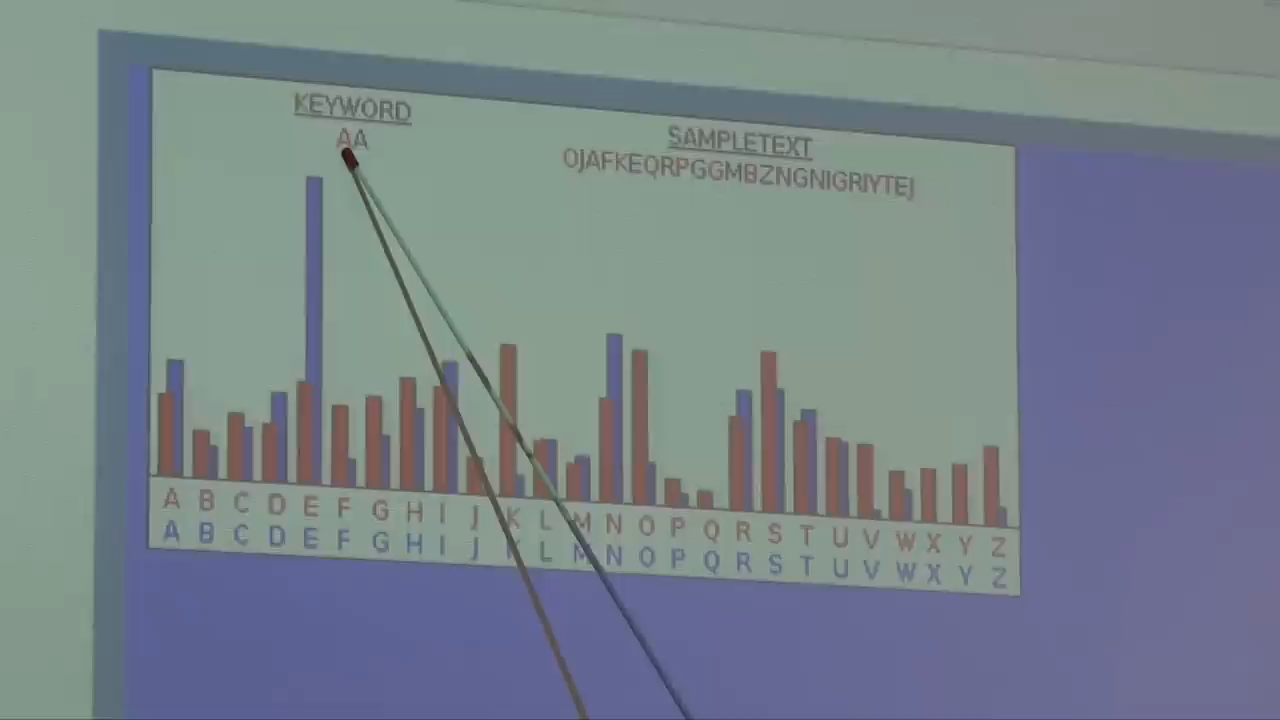 KEYWORD
AA
SAMPLETEXT
OJAFKEQRPGGMBZNGNIGRIYTEJ
A B C D E F G H I J K L M N O P Q R S T U V W X Y Z
A B C D E F G H I J K L M N O P Q R S T U V W X Y Z